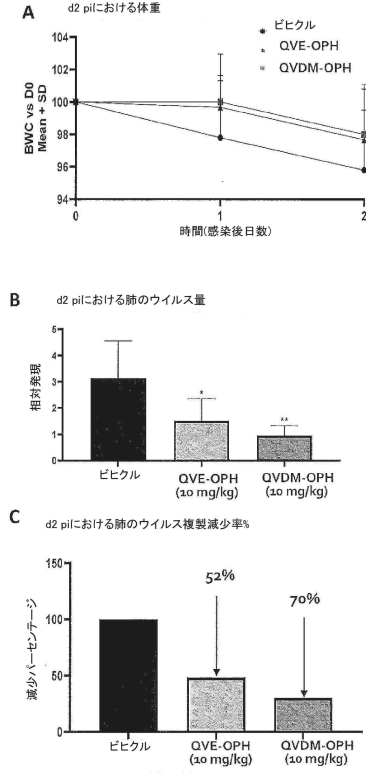 A d2 piにおける体重
ビヒクル
QVE-OPH
QVDM-OPH
BWC vs D0
Mean + SD
104
102
100
98
96
94
0 1 2
時間(感染後日数)
B d2 piにおける肺のウイルス量
相対発現
6
5
4
3
2
1
0
* **
ビヒクル QVE-OPH QVDM-OPH
(10 mg/kg) (10 mg/kg)
C d2 piにおける肺のウイルス複製減少率%
減少パーセンテージ
150
100
50
0
52% 70%
ビヒクル QVE-OPH QVDM-OPH
(10 mg/kg) (10 mg/kg)